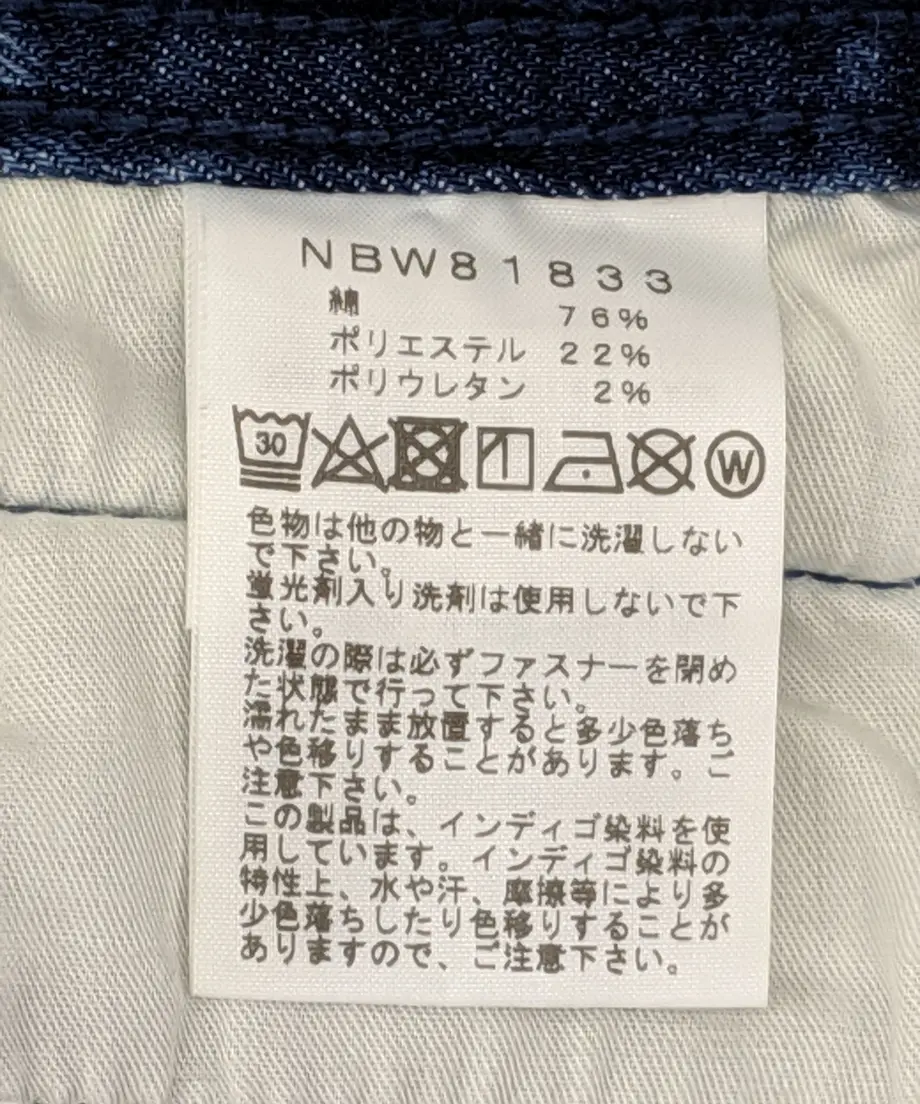 NBW81833
綿 76%
ポリエステル 22%
ポリウレタン 2%
30
W
色物は他の物と一緒に洗濯しない
で下さい。
蛍光剤入り洗剤は使用しないで下
さい。
洗濯の際は必ずファスナーを閉め
た状態で行って下さい。
濡れたまま放置すると多少色落ち
や色移りすることがあります。ご
注意下さい。
この製品は、インディゴ染料を使
用しています。インディゴ染料の
特性上、水や汗、摩擦等により多
少色落ちしたり色移りすることが
ありますので、ご注意下さい。